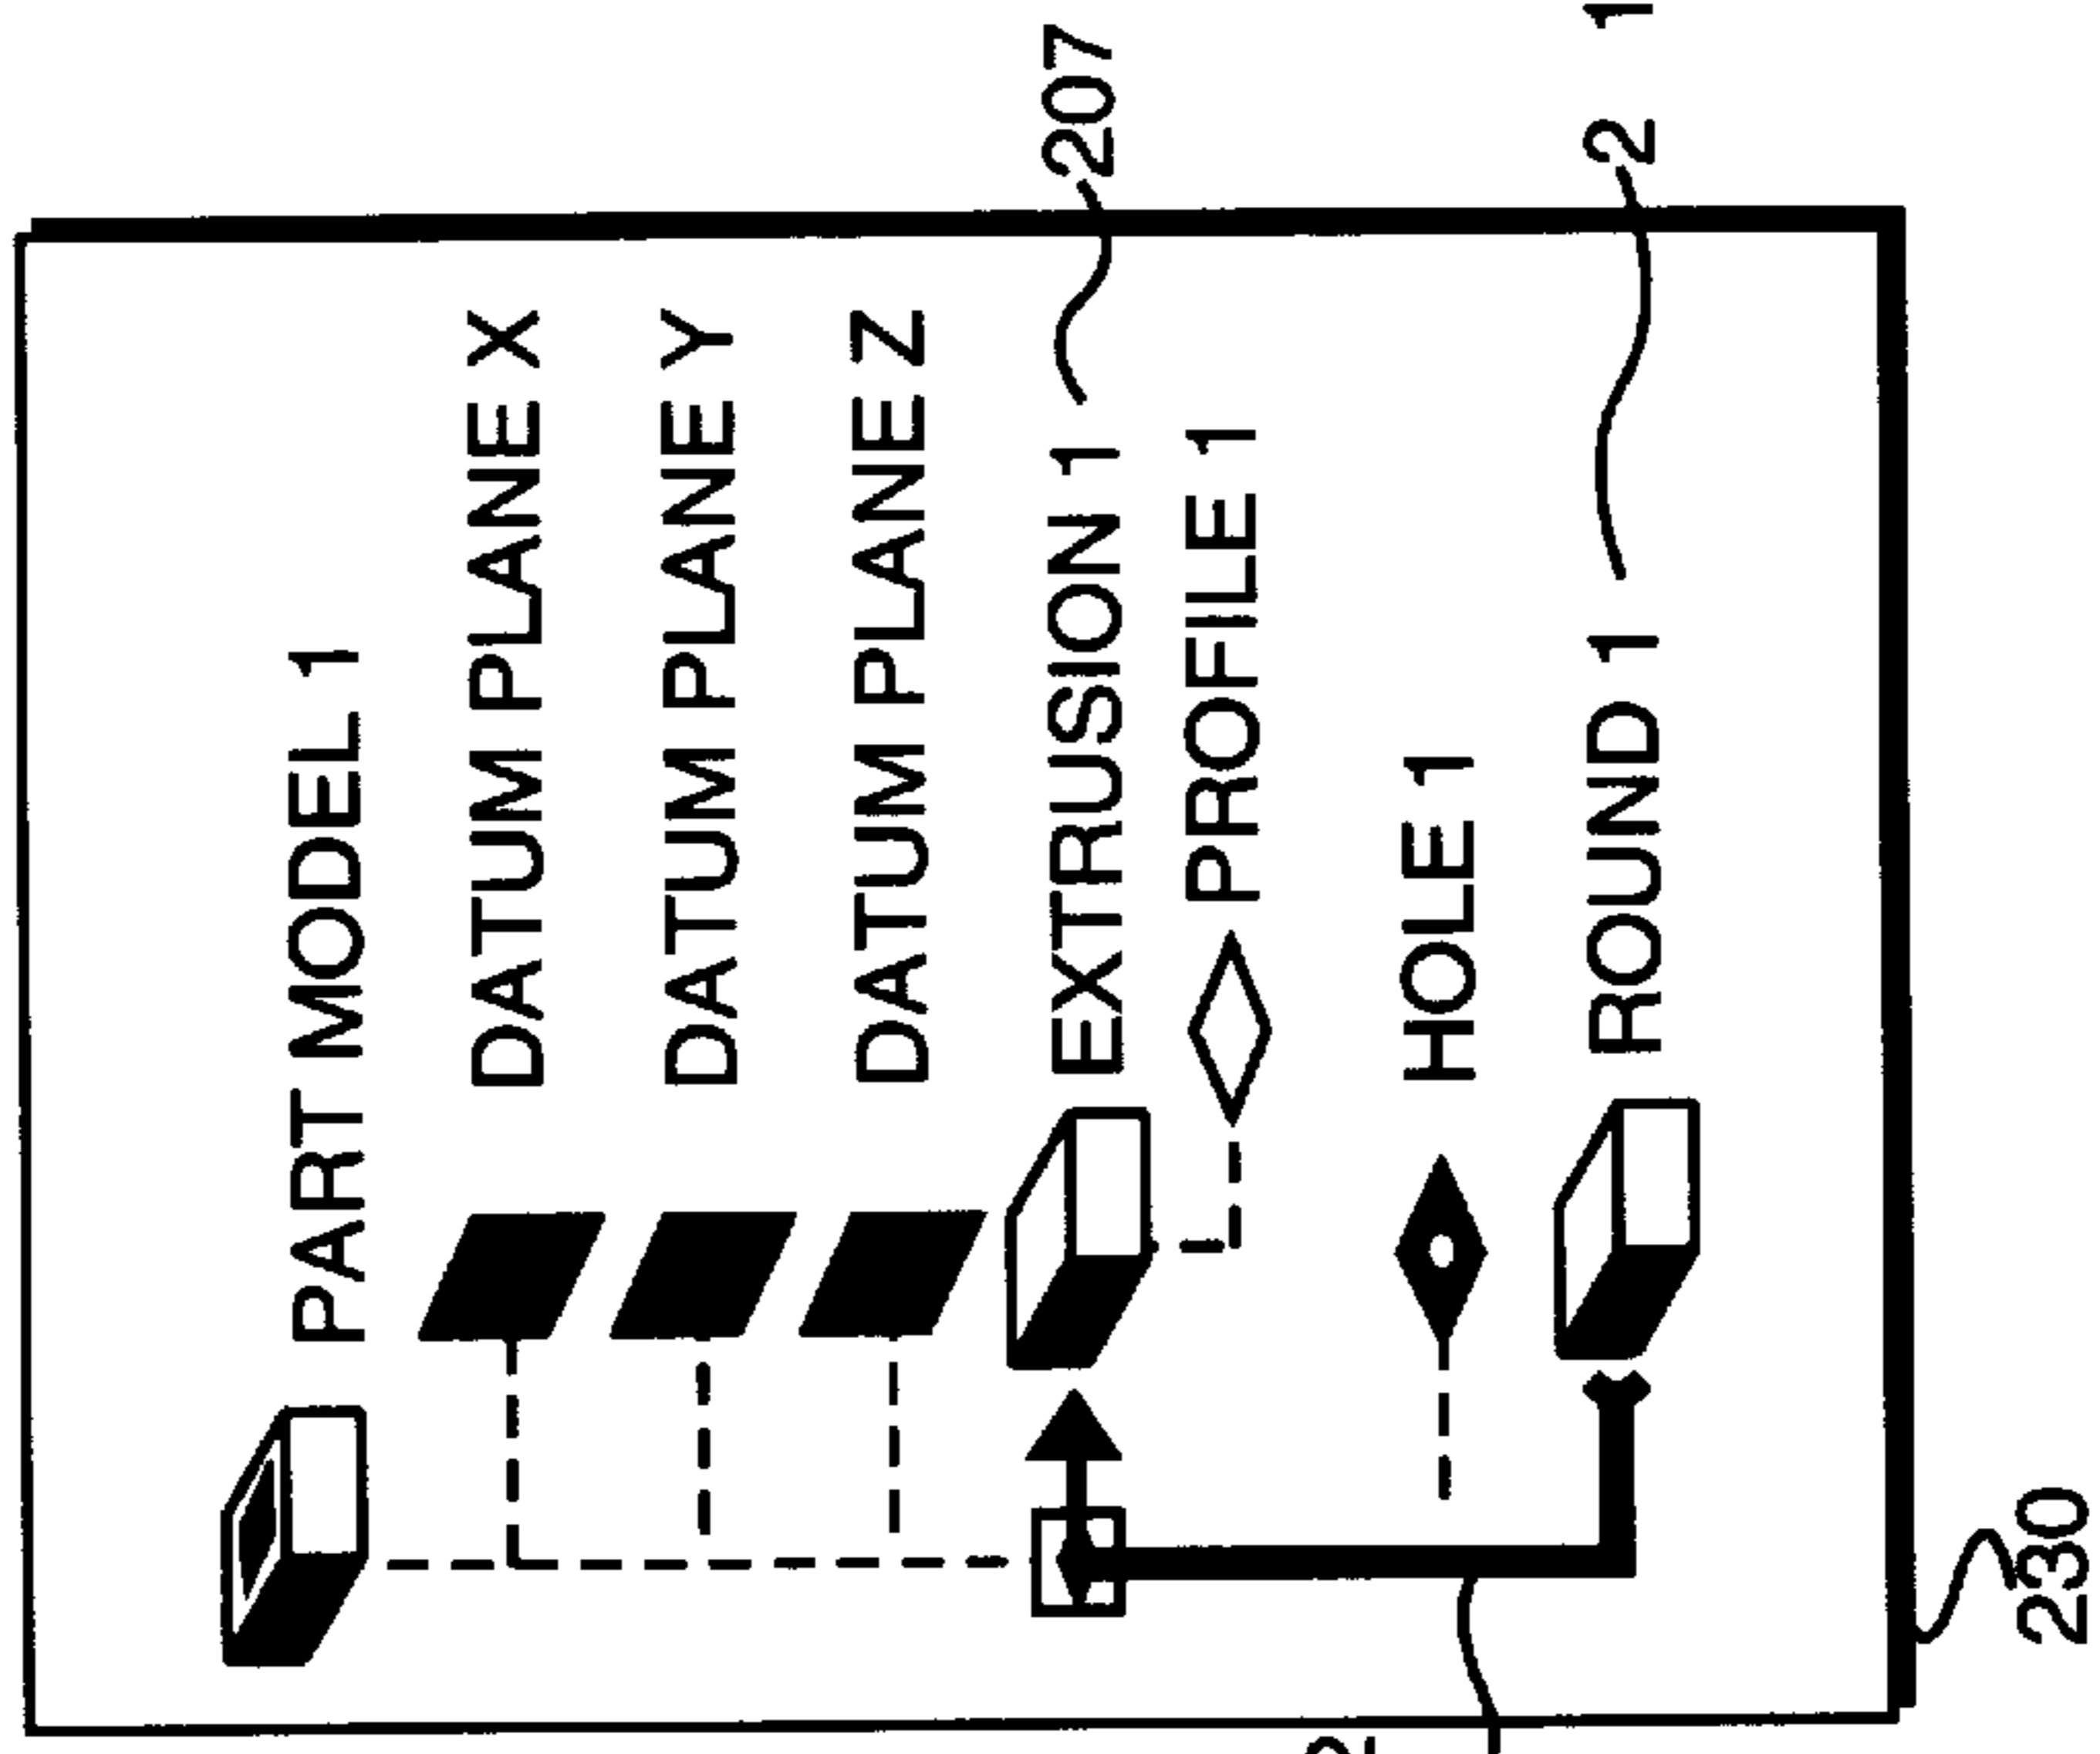 PART MODEL 1
DATUM PLANE X
DATUM PLANE Y
DATUM PLANE Z
EXTRUSION 1 207
PROFILE 1
HOLE 1
ROUND 1 2 1
230